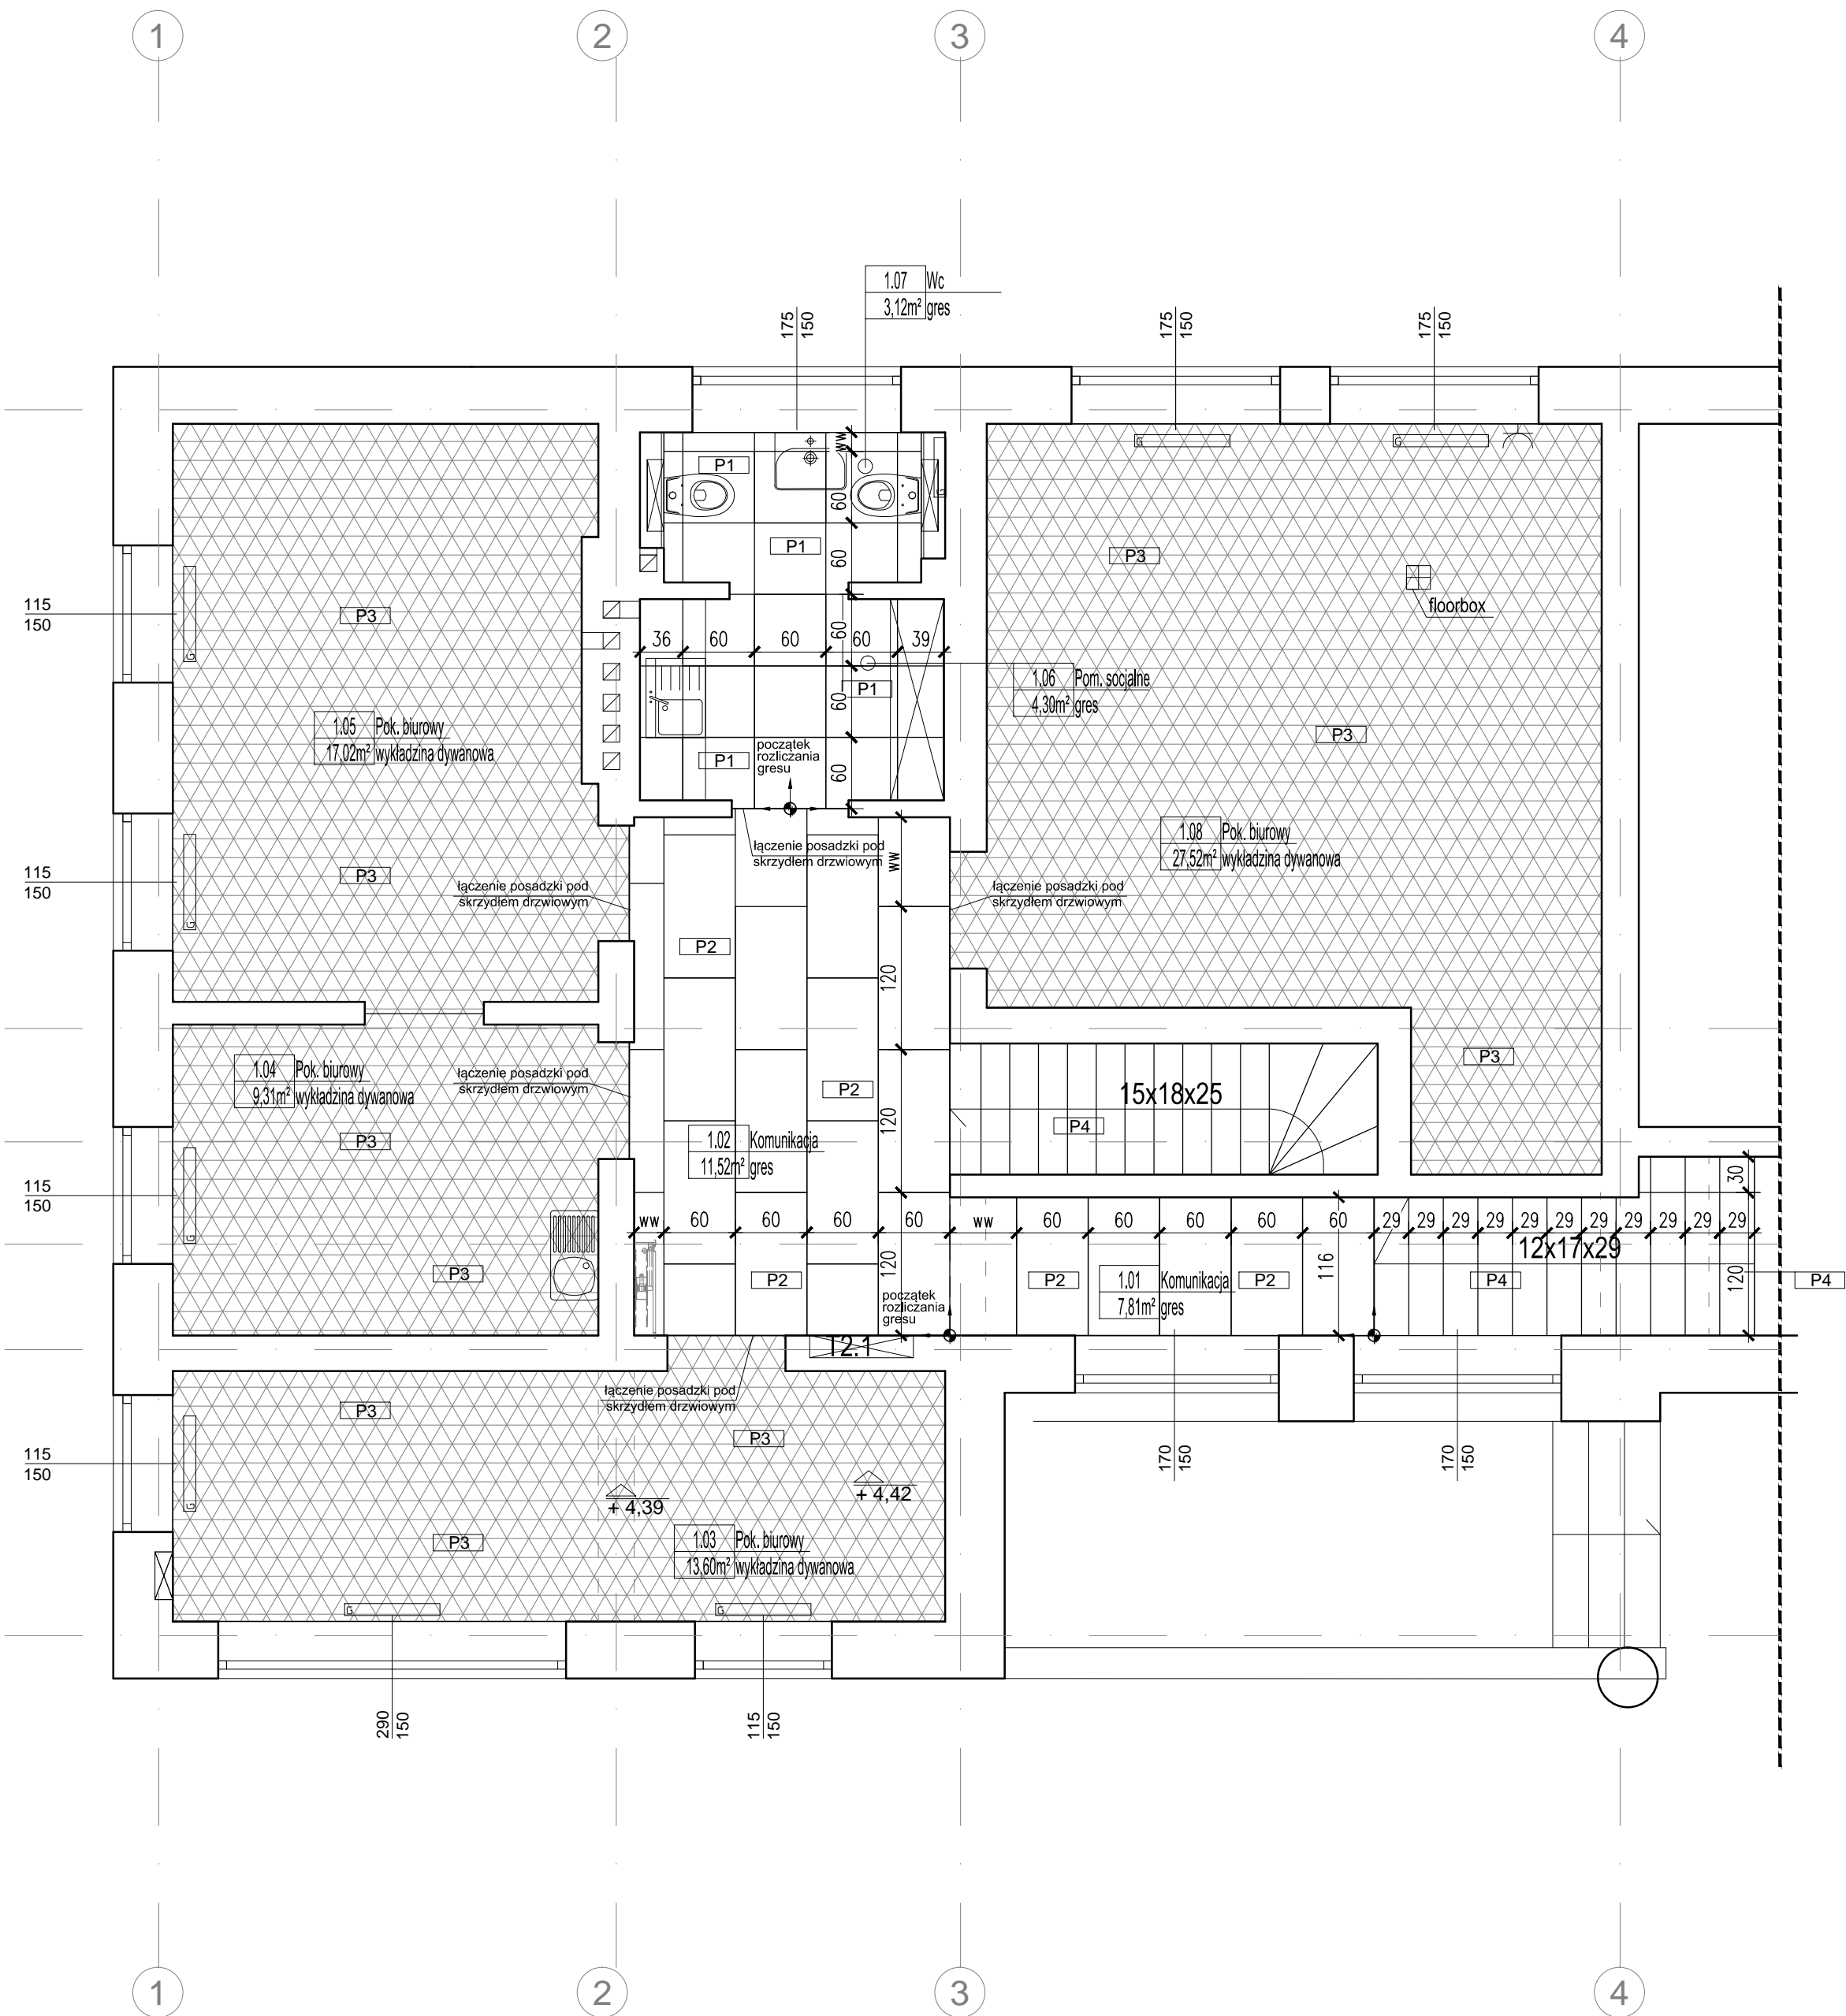 1
2
3
4
1.07 Wc
3,12m² gres
175
150
175
150
175
150
P1
ww
60
P1
60
P3
floorbox
115
150
P3
36
60
60
60
60
39
1.06 Pom. socjalne
4,30m² gres
P1
60
1.05 Pok. biurowy
17,02m² wykładzina dywanowa
P3
P1
początek
rozliczania
gresu
60
łączenie posadzki pod
skrzydłem drzwiowym
ww
1.08 Pok. biurowy
27,52m² wykładzina dywanowa
115
150
P3
łączenie posadzki pod
skrzydłem drzwiowym
łączenie posadzki pod
skrzydłem drzwiowym
P2
120
1.04 Pok. biurowy
9,31m² wykładzina dywanowa
łączenie posadzki pod
skrzydłem drzwiowym
P2
15x18x25
P3
P4
120
P3
1.02 Komunikacja
11,52m² gres
115
150
30
ww
60
60
60
60
ww
60
60
60
60
60
29
29
29
29
29
29
29
29
29
29
29
12x17x29
P3
P2
120
P2
1.01 Komunikacja
7,81m² gres
P2
116
P4
120
P4
początek
rozliczania
gresu
12.1
łączenie posadzki pod
skrzydłem drzwiowym
P3
P3
115
150
170
150
170
150
+ 4,39
+ 4,42
P3
1.03 Pok. biurowy
13,60m² wykładzina dywanowa
G
G
G
G
G
G
G
G
G
290
150
115
150
1
2
3
4